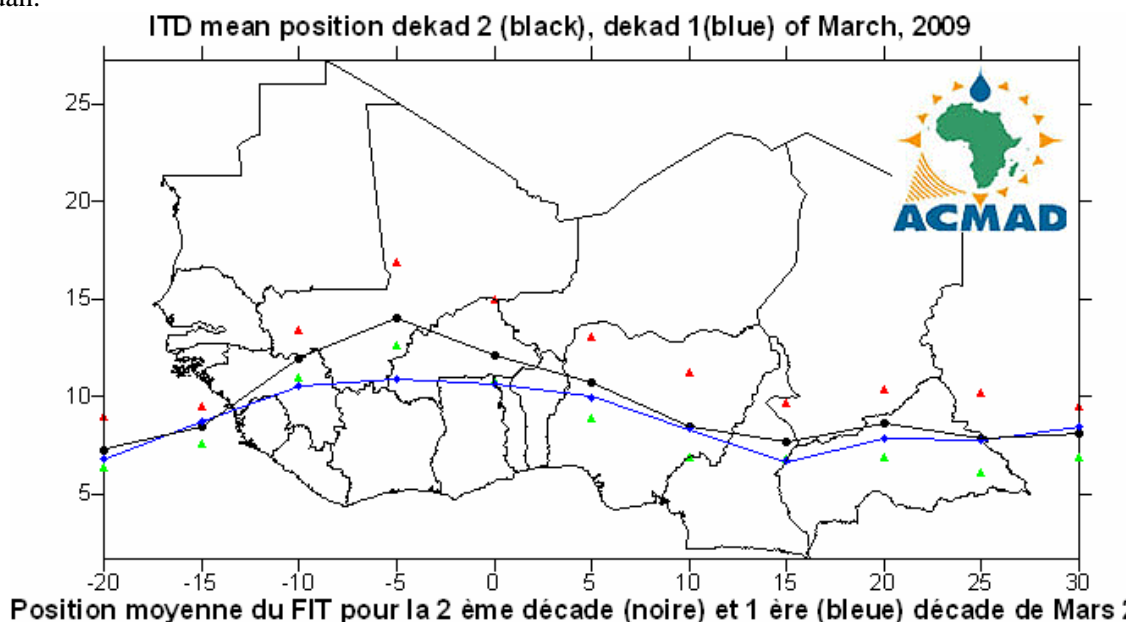 ITD mean position dekad 2 (black), dekad 1(blue) of March, 2009
25
20
15
10
5
ACMAD
-20 -15 -10 -5 0 5 10 15 20 25 30
Position moyenne du FIT pour la 2 ème décade (noire) et 1 ère (bleue) décade de Mars